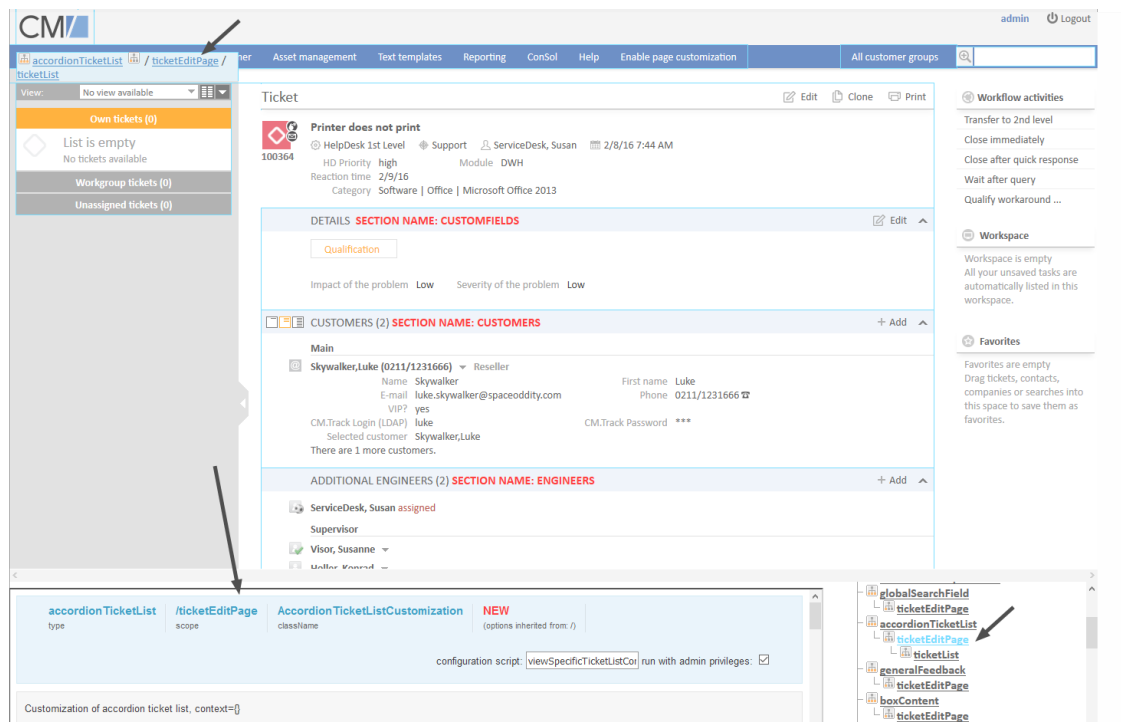 CM/
admin Logout
accordionTicketList / ticketEditPage /
ticketList
ner Asset management Text templates Reporting ConSol Help Enable page customization All customer groups
View: No view available
Own tickets (0)
List is empty
No tickets available
Workgroup tickets (0)
Unassigned tickets (0)
Ticket Edit Clone Print
Printer does not print
HelpDesk 1st Level Support ServiceDesk, Susan 2/8/16 7:44 AM
100364
HD Priority high Module DWH
Reaction time 2/9/16
Category Software | Office | Microsoft Office 2013
DETAILS SECTION NAME: CUSTOMFIELDS Edit
Qualification
Impact of the problem Low Severity of the problem Low
CUSTOMERS (2) SECTION NAME: CUSTOMERS + Add
Main
Skywalker,Luke (0211/1231666) Reseller
Name Skywalker First name Luke
E-mail luke.skywalker@spaceoddity.com Phone 0211/1231666
VIP? yes
CM.Track Login (LDAP) luke CM.Track Password ***
Selected customer Skywalker,Luke
There are 1 more customers.
ADDITIONAL ENGINEERS (2) SECTION NAME: ENGINEERS + Add
ServiceDesk, Susan assigned
Supervisor
Visor, Susanne
Holler, Konrad
Workflow activities
Transfer to 2nd level
Close immediately
Close after quick response
Wait after query
Qualify workaround ...
Workspace
Workspace is empty
All your unsaved tasks are
automatically listed in this
workspace.
Favorites
Favorites are empty
Drag tickets, contacts,
companies or searches into
this space to save them as
favorites.
accordionTicketList /ticketEditPage AccordionTicketListCustomization NEW
type scope className (options inherited from: /)
configuration script: viewSpecificTicketListCo run with admin privileges:
Customization of accordion ticket list, context={}
globalSearchField
ticketEditPage
accordionTicketList
ticketEditPage
ticketList
generalFeedback
ticketEditPage
boxContent
ticketEditPage